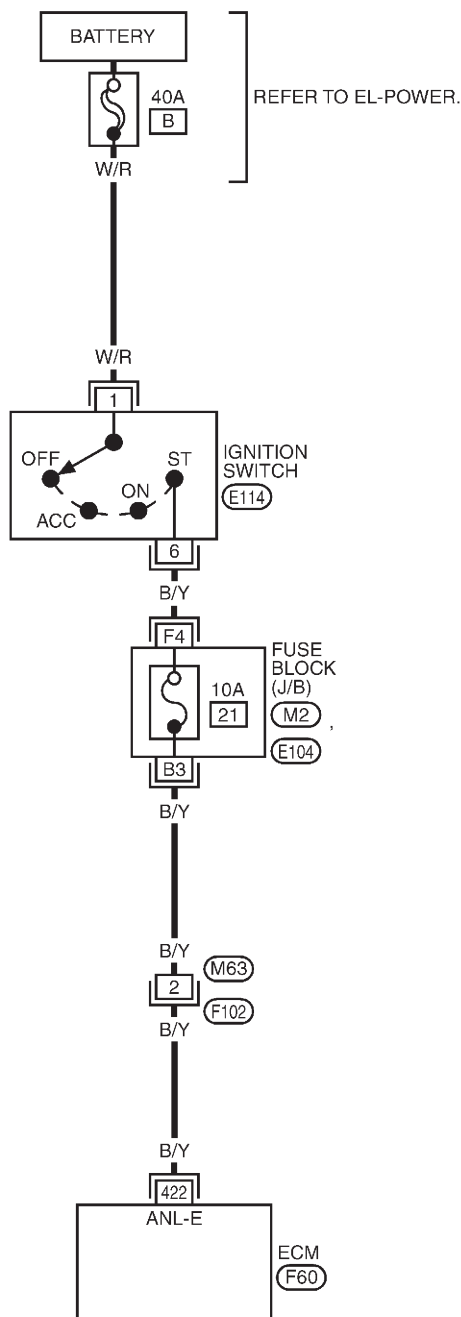 BATTERY
40A
B
REFER TO EL-POWER.
W/R
W/R
1
OFF
ST
ON
ACC
IGNITION
SWITCH
E114
6
B/Y
F4
FUSE
BLOCK
(J/B)
10A
21
M2 ,
E104
B3
B/Y
B/Y
M63
2
F102
B/Y
B/Y
422
ANL-E
ECM
F60